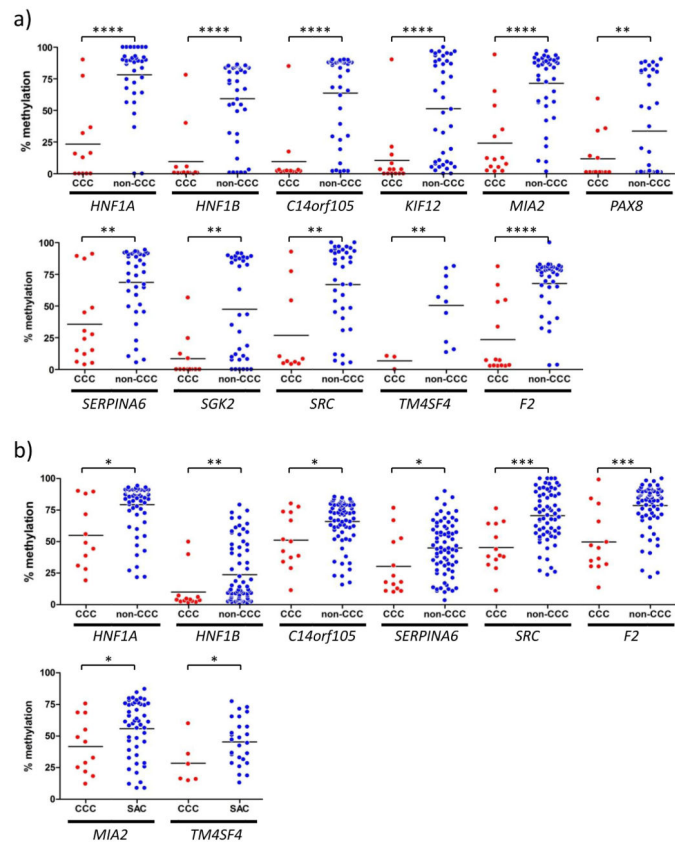 a)
**** **** **** **** **** **
% methylation
100
75
50
25
0
CCC non-CCC CCC non-CCC CCC non-CCC CCC non-CCC CCC non-CCC CCC non-CCC
HNF1A HNF1B C14orf105 KIF12 MIA2 PAX8
** ** ** ** ****
% methylation
100
75
50
25
0
CCC non-CCC CCC non-CCC CCC non-CCC CCC non-CCC CCC non-CCC
SERPINA6 SGK2 SRC TM4SF4 F2
b)
* ** * * *** ***
% methylation
100
75
50
25
0
CCC non-CCC CCC non-CCC CCC non-CCC CCC non-CCC CCC non-CCC CCC non-CCC
HNF1A HNF1B C14orf105 SERPINA6 SRC F2
* *
% methylation
100
75
50
25
0
CCC SAC CCC SAC
MIA2 TM4SF4